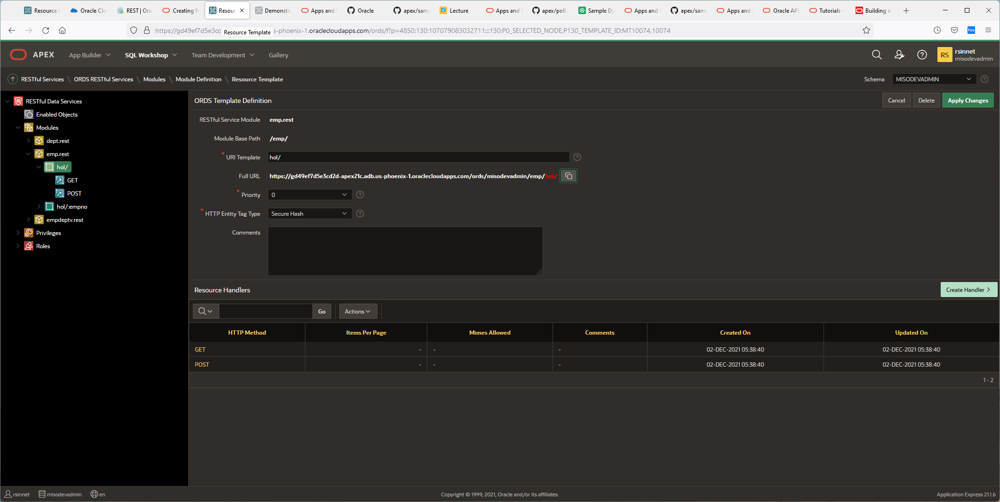 Resource
Oracle Clo
REST | Ora
Creating R
Resour
Demonstra
Apps and
Oracle
apex/sam
Lecture
Apps and
apex/poll.
Sample Dy
Apps and
apex/sam
Apps and
Oracle APE
Tutorials -
Building a
https://gd49ef7d5e3cd
Resource Template
s-phoenix-1.oraclecloudapps.com/ords/f?p=4850:130:107079083032711:::130:P0_SELECTED_NODE,P130_TEMPLATE_ID:MT10074,10074
fos
APEX App Builder SQL Workshop Team Development Gallery
RS rsinnet
misodevadmin
RESTful Services \ ORDS RESTful Services \ Modules \ Module Definition \ Resource Template
Schema MISODEVADMIN
RESTful Data Services
Enabled Objects
Modules
dept.rest
emp.rest
hol/
GET
POST
hol/:empno
empdeptv.rest
Privileges
Roles
ORDS Template Definition
Cancel Delete Apply Changes
RESTful Service Module emp.rest
Module Base Path /emp/
* URI Template hol/
Full URL https://gd49ef7d5e3cd2d-apex21c.adb.us-phoenix-1.oraclecloudapps.com/ords/misodevadmin/emp/hol/
* Priority 0
* HTTP Entity Tag Type Secure Hash
Comments
Resource Handlers
Create Handler >
Go Actions
HTTP Method Items Per Page Mimes Allowed Comments Created On Updated On
GET - - - 02-DEC-2021 05:38:40 02-DEC-2021 05:38:40
POST - - - 02-DEC-2021 05:38:40 02-DEC-2021 05:38:40
1 - 2
rsinnet misodevadmin en
Copyright © 1999, 2021, Oracle and/or its affiliates.
Application Express 21.1.6